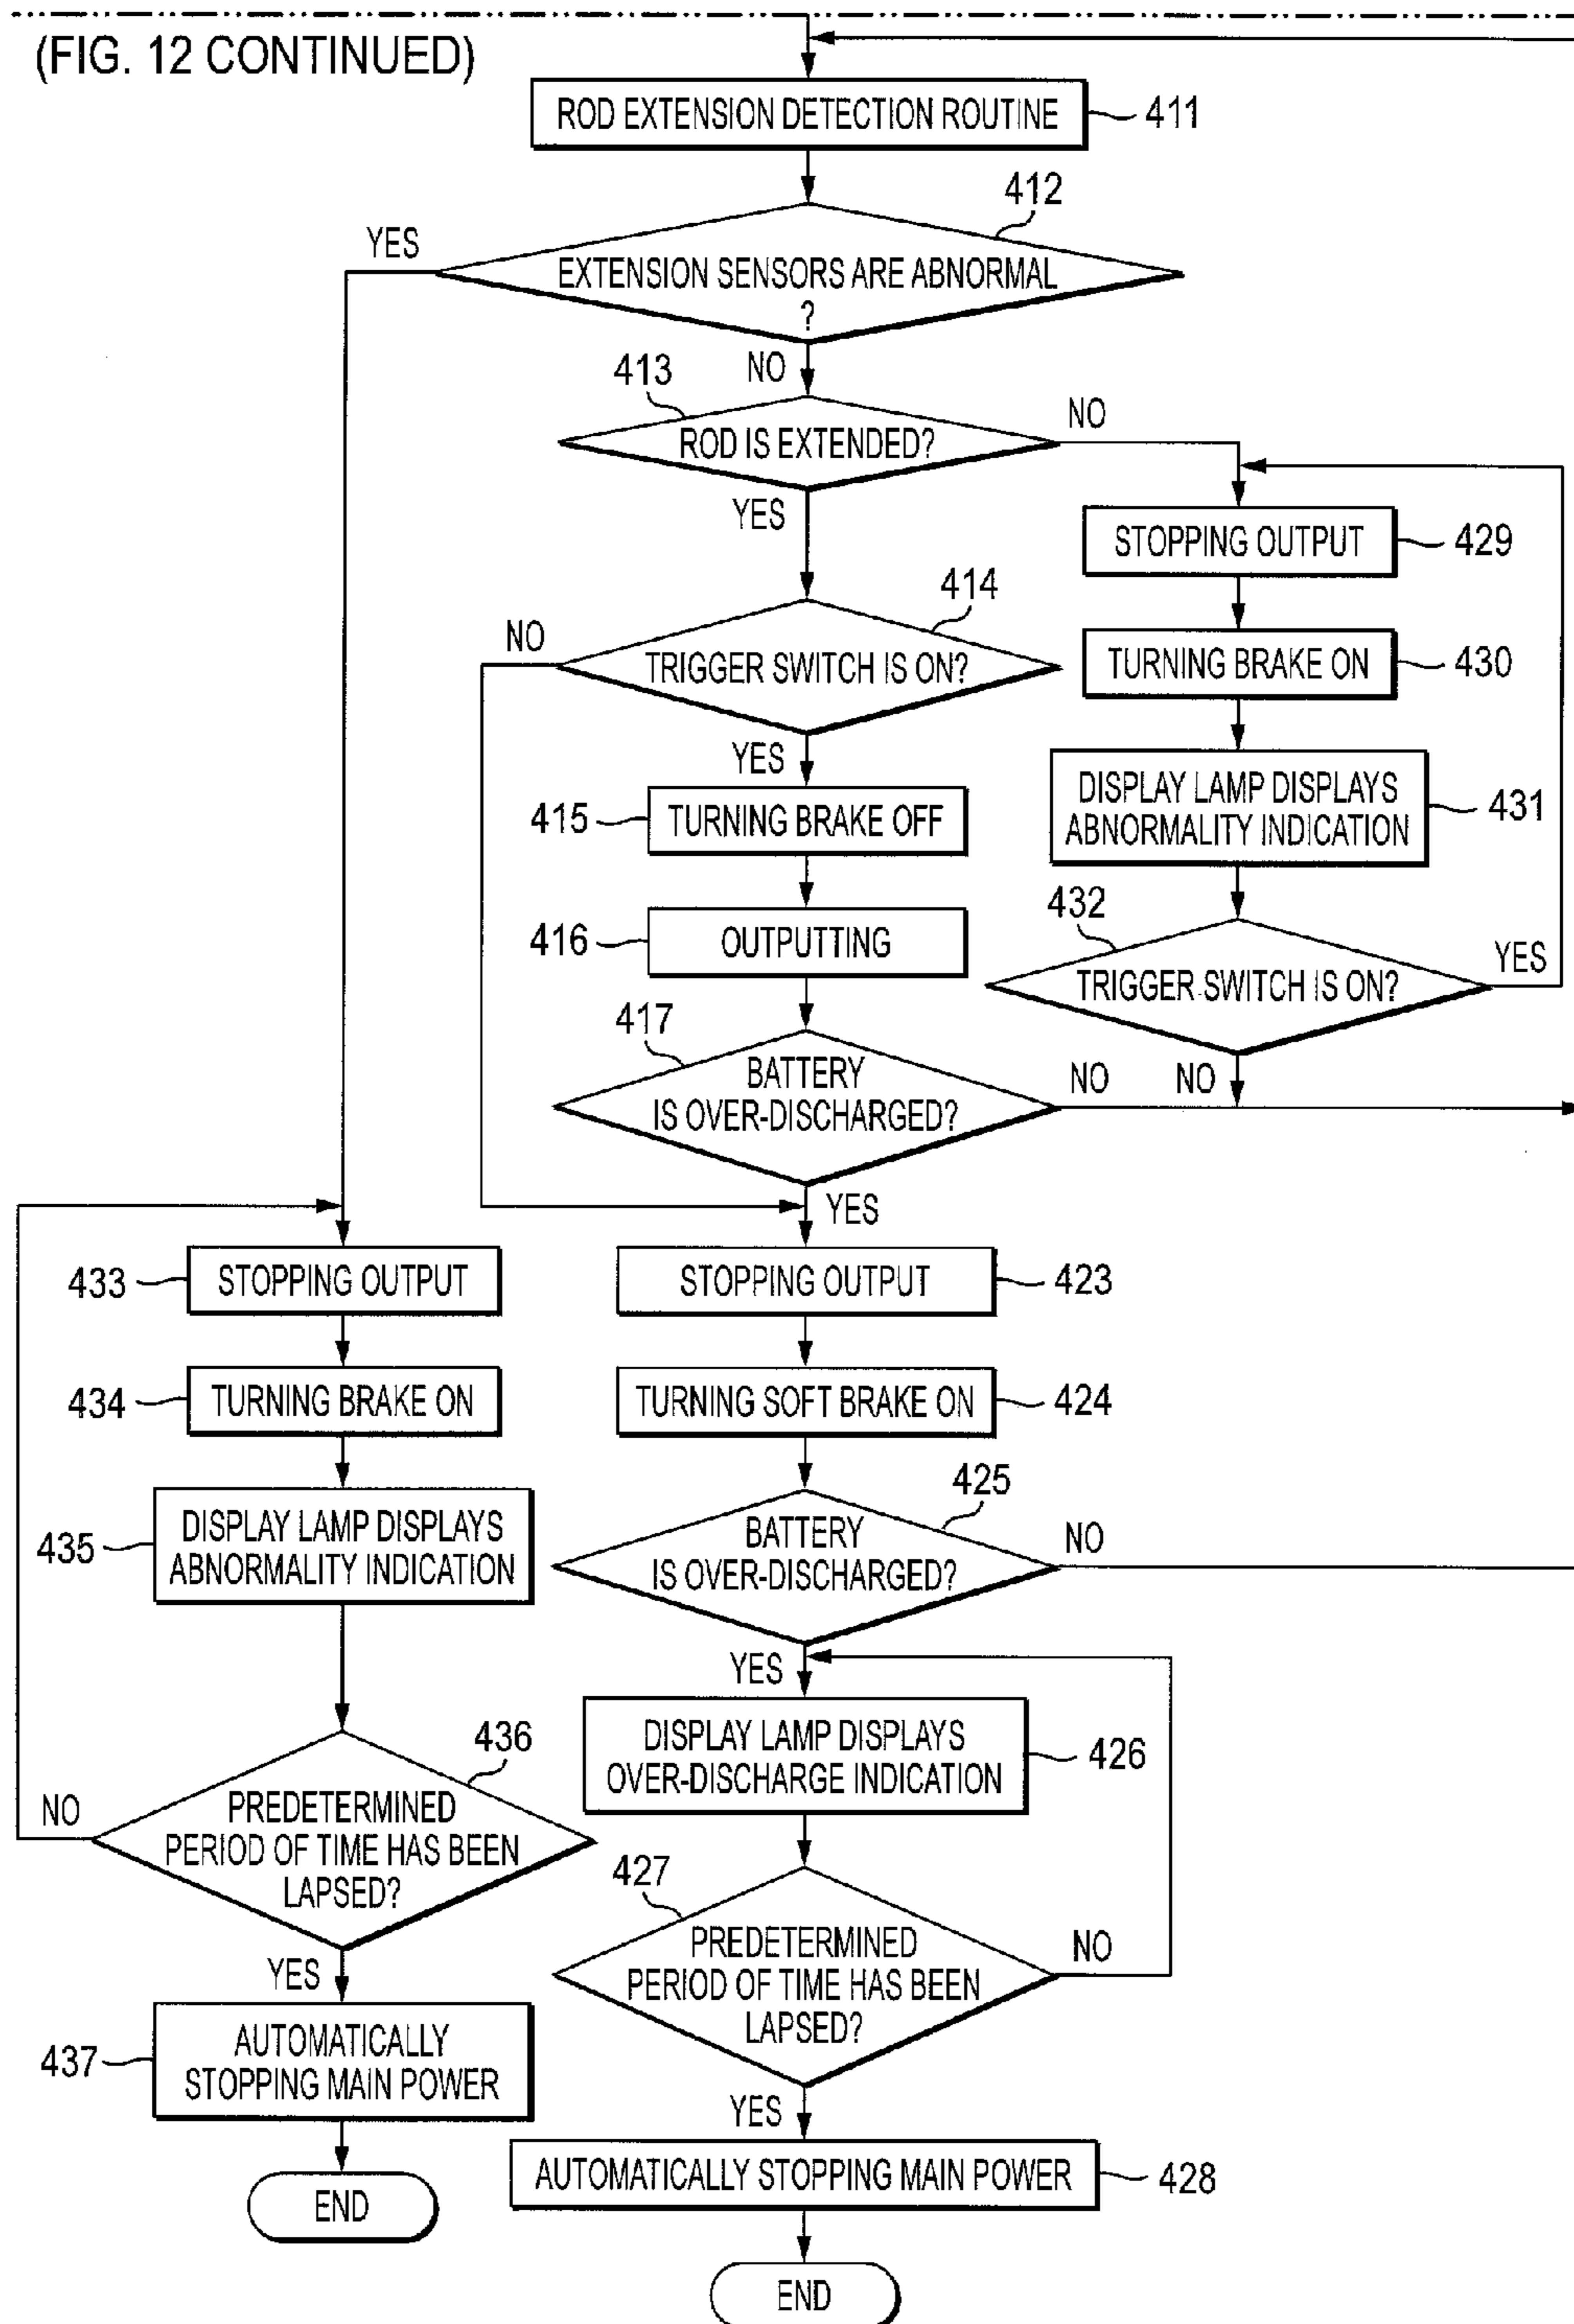 (FIG. 12 CONTINUED)
ROD EXTENSION DETECTION ROUTINE
411
412
YES
EXTENSION SENSORS ARE ABNORMAL
?
NO
413
ROD IS EXTENDED?
NO
YES
STOPPING OUTPUT
429
414
NO
TRIGGER SWITCH IS ON?
TURNING BRAKE ON
430
YES
DISPLAY LAMP DISPLAYS
ABNORMALITY INDICATION
431
415
TURNING BRAKE OFF
432
416
OUTPUTTING
TRIGGER SWITCH IS ON?
YES
417
BATTERY
IS OVER-DISCHARGED?
NO
NO
YES
433
STOPPING OUTPUT
STOPPING OUTPUT
423
434
TURNING BRAKE ON
TURNING SOFT BRAKE ON
424
425
435
DISPLAY LAMP DISPLAYS
ABNORMALITY INDICATION
BATTERY
IS OVER-DISCHARGED?
NO
YES
436
DISPLAY LAMP DISPLAYS
OVER-DISCHARGE INDICATION
426
NO
PREDETERMINED
PERIOD OF TIME HAS BEEN
LAPSED?
427
PREDETERMINED
PERIOD OF TIME HAS BEEN
LAPSED?
NO
YES
437
AUTOMATICALLY
STOPPING MAIN POWER
YES
AUTOMATICALLY STOPPING MAIN POWER
428
END
END